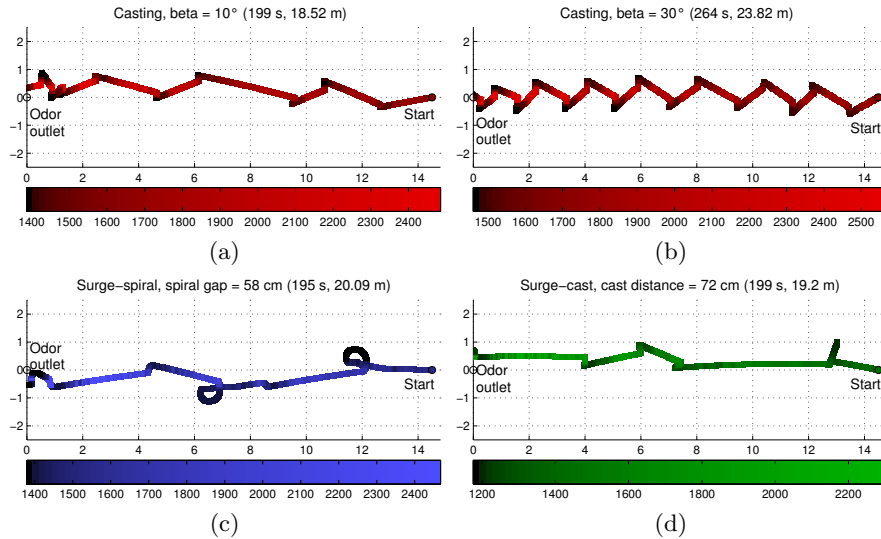 Casting, beta = 10° (199 s, 18.52 m)
2
1
0
−1
−2
Odor
outlet
Start
0 2 4 6 8 10 12 14
1400 1500 1600 1700 1800 1900 2000 2100 2200 2300 2400
(a)
Casting, beta = 30° (264 s, 23.82 m)
2
1
0
−1
−2
Odor
outlet
Start
0 2 4 6 8 10 12 14
1500 1600 1700 1800 1900 2000 2100 2200 2300 2400 2500
(b)
Surge−spiral, spiral gap = 58 cm (195 s, 20.09 m)
2
1
0
−1
−2
Odor
outlet
Start
0 2 4 6 8 10 12 14
1400 1500 1600 1700 1800 1900 2000 2100 2200 2300 2400
(c)
Surge−cast, cast distance = 72 cm (199 s, 19.2 m)
2
1
0
−1
−2
Odor
outlet
Start
0 2 4 6 8 10 12 14
1200 1400 1600 1800 2000 2200
(d)